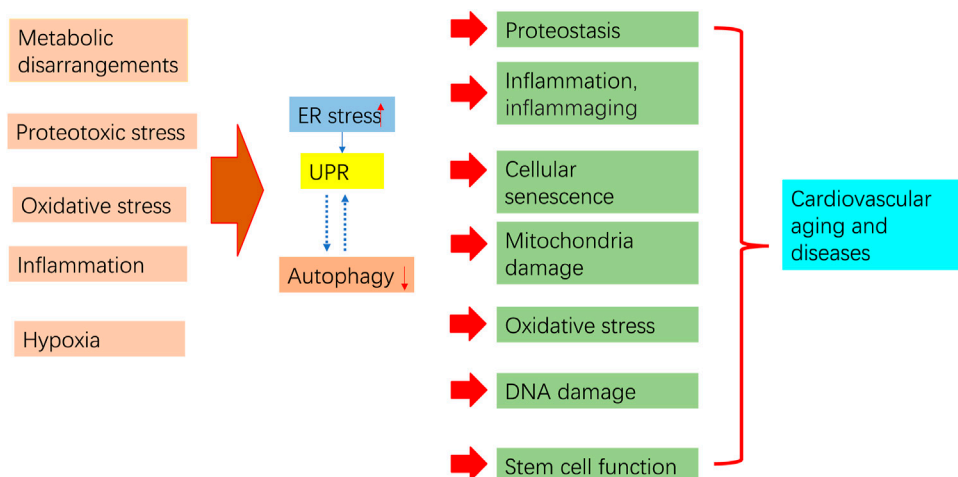 Metabolic
disarrangements
Proteotoxic stress
Oxidative stress
Inflammation
Hypoxia
ER stress
UPR
Autophagy
Proteostasis
Inflammation,
inflammaging
Cellular
senescence
Mitochondria
damage
Oxidative stress
DNA damage
Stem cell function
Cardiovascular
aging and
diseases